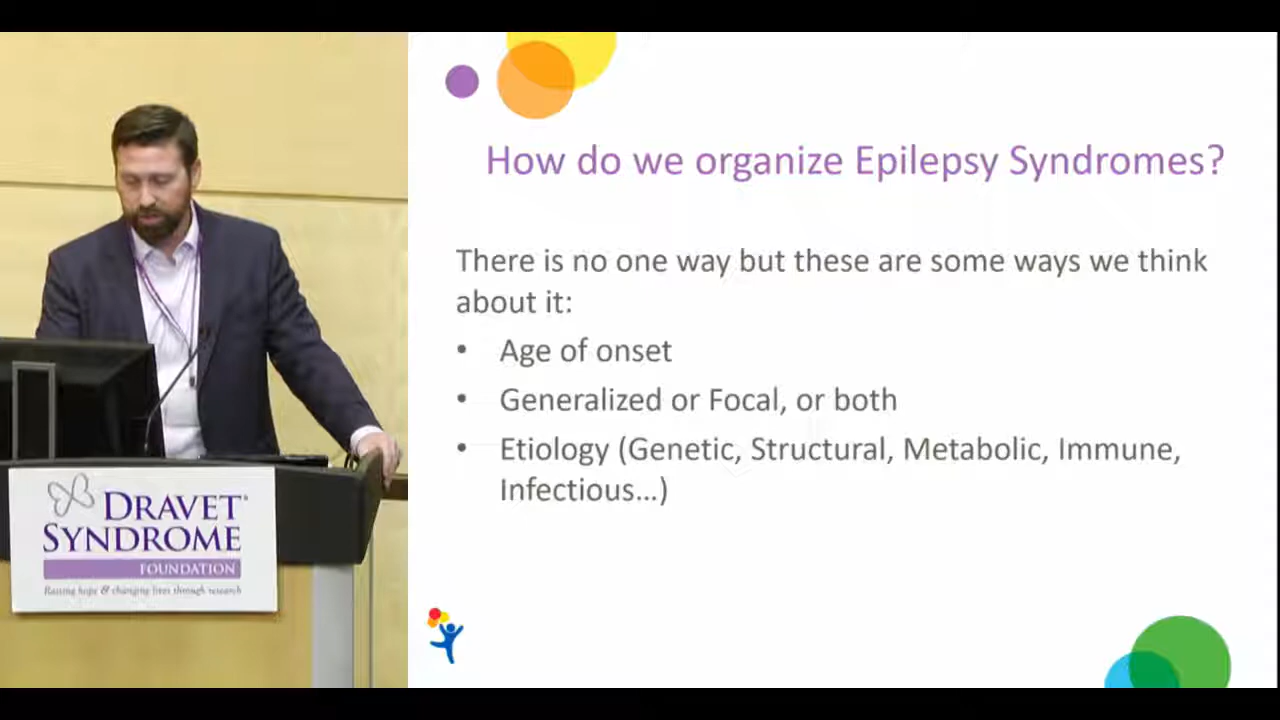 How do we organize Epilepsy Syndromes?
There is no one way but these are some ways we think
about it:
• Age of onset
• Generalized or Focal, or both
• Etiology (Genetic, Structural, Metabolic, Immune,
Infectious...)
DRAVET®
SYNDROME
FOUNDATION
Raising hope & changing lives through research